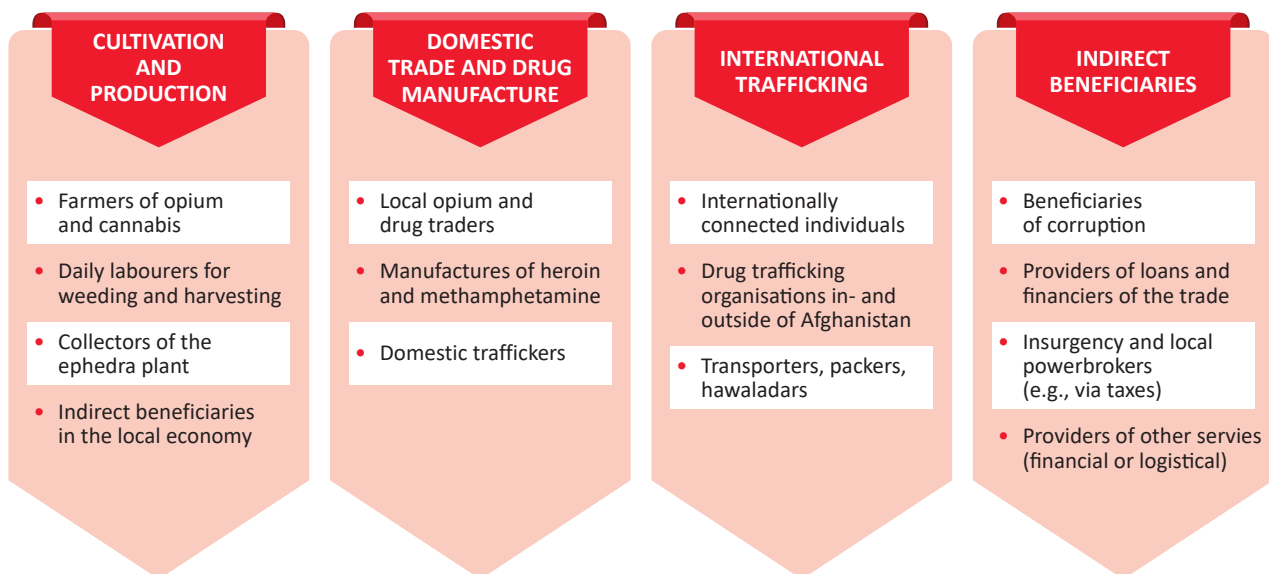 CULTIVATION
AND
PRODUCTION
• Farmers of opium
and cannabis
• Daily labourers for
weeding and harvesting
• Collectors of the
ephedra plant
• Indirect beneficiaries
in the local economy
DOMESTIC
TRADE AND DRUG
MANUFACTURE
• Local opium and
drug traders
• Manufactures of heroin
and methamphetamine
• Domestic traffickers
INTERNATIONAL
TRAFFICKING
• Internationally
connected individuals
• Drug trafficking
organisations in- and
outside of Afghanistan
• Transporters, packers,
hawaladars
INDIRECT
BENEFICIARIES
• Beneficiaries
of corruption
• Providers of loans and
financiers of the trade
• Insurgency and local
powerbrokers
(e.g., via taxes)
• Providers of other servies
(financial or logistical)